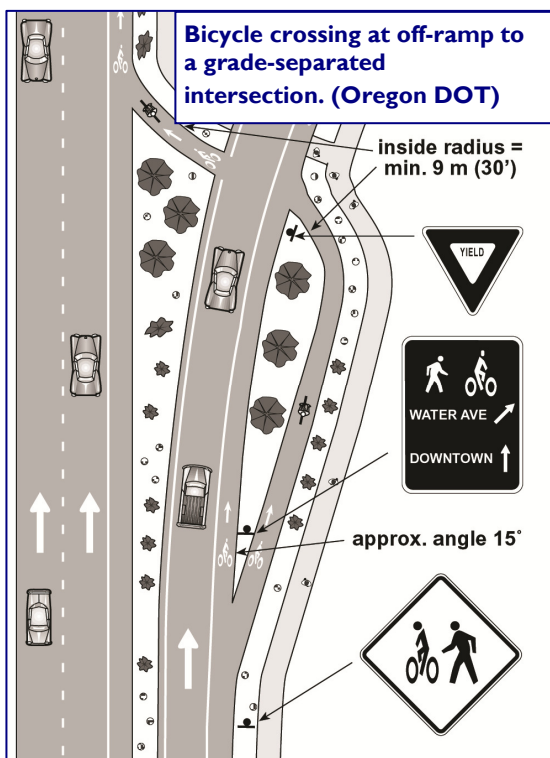 Bicycle crossing at off-ramp to
a grade-separated
intersection. (Oregon DOT)
inside radius =
min. 9 m (30’)
YIELD
WATER AVE
DOWNTOWN
approx. angle 15°